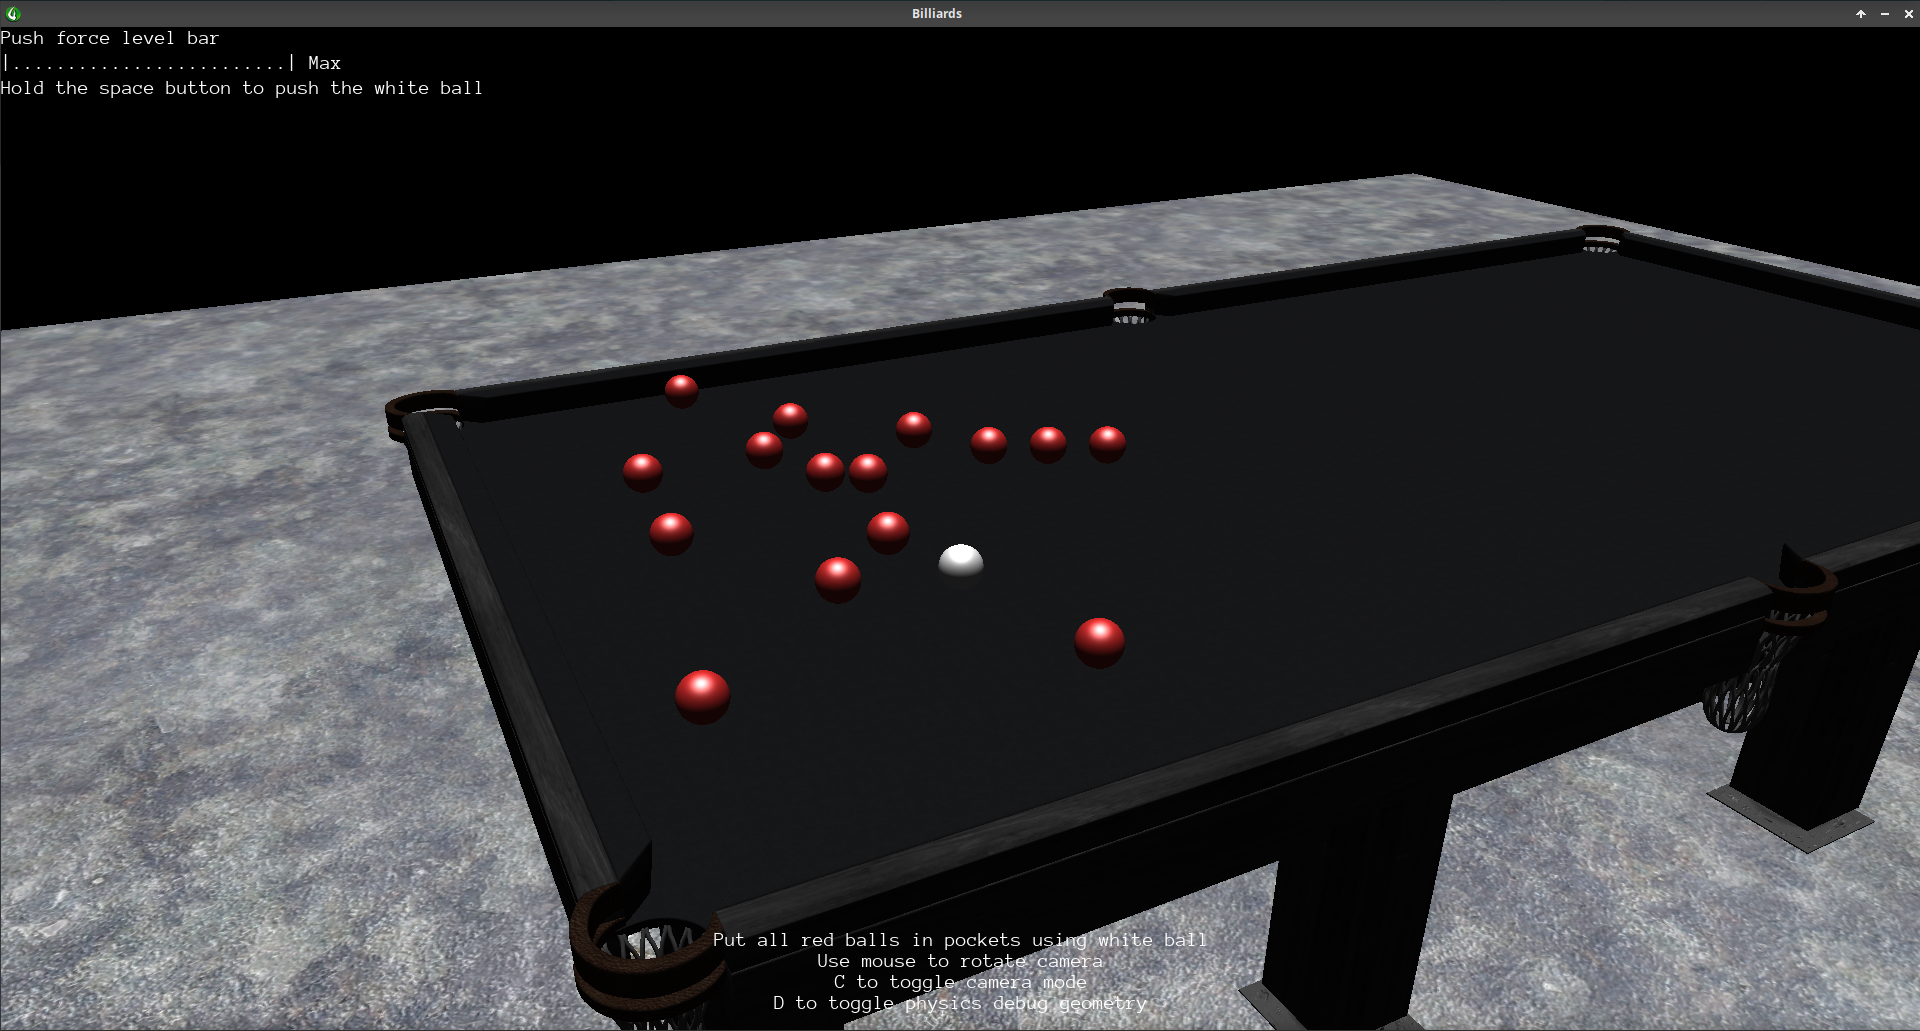 Billiards
Push force level bar
|.........................| Max
Hold the space button to push the white ball
Put all red balls in pockets using white ball
Use mouse to rotate camera
C to toggle camera mode
D to toggle physics debug geometry